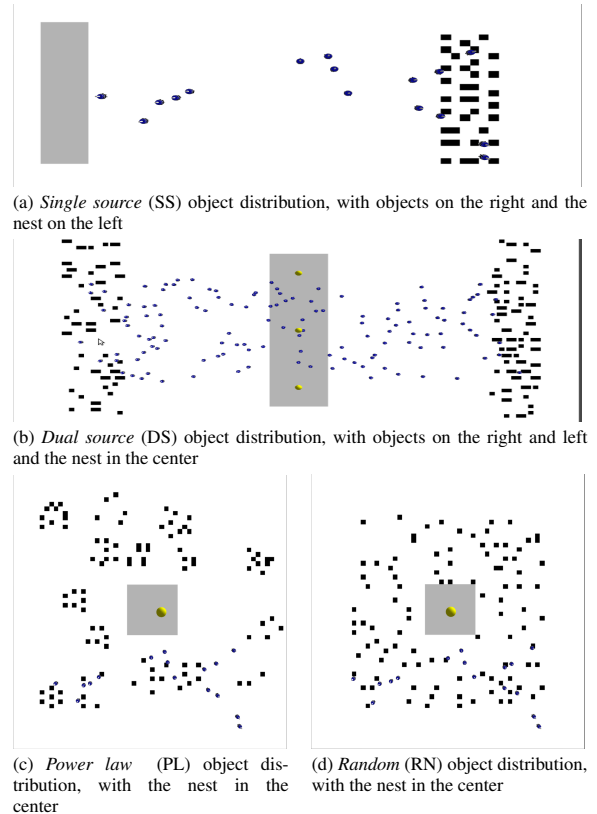 (a) Single source (SS) object distribution, with objects on the right and the
nest on the left
(b) Dual source (DS) object distribution, with objects on the right and left
and the nest in the center
(c) Power law (PL) object dis-
tribution, with the nest in the
center
(d) Random (RN) object distribution,
with the nest in the center